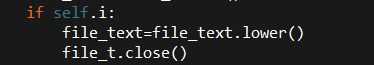 if self.i:
file_text=file_text.lower()
file_t.close()